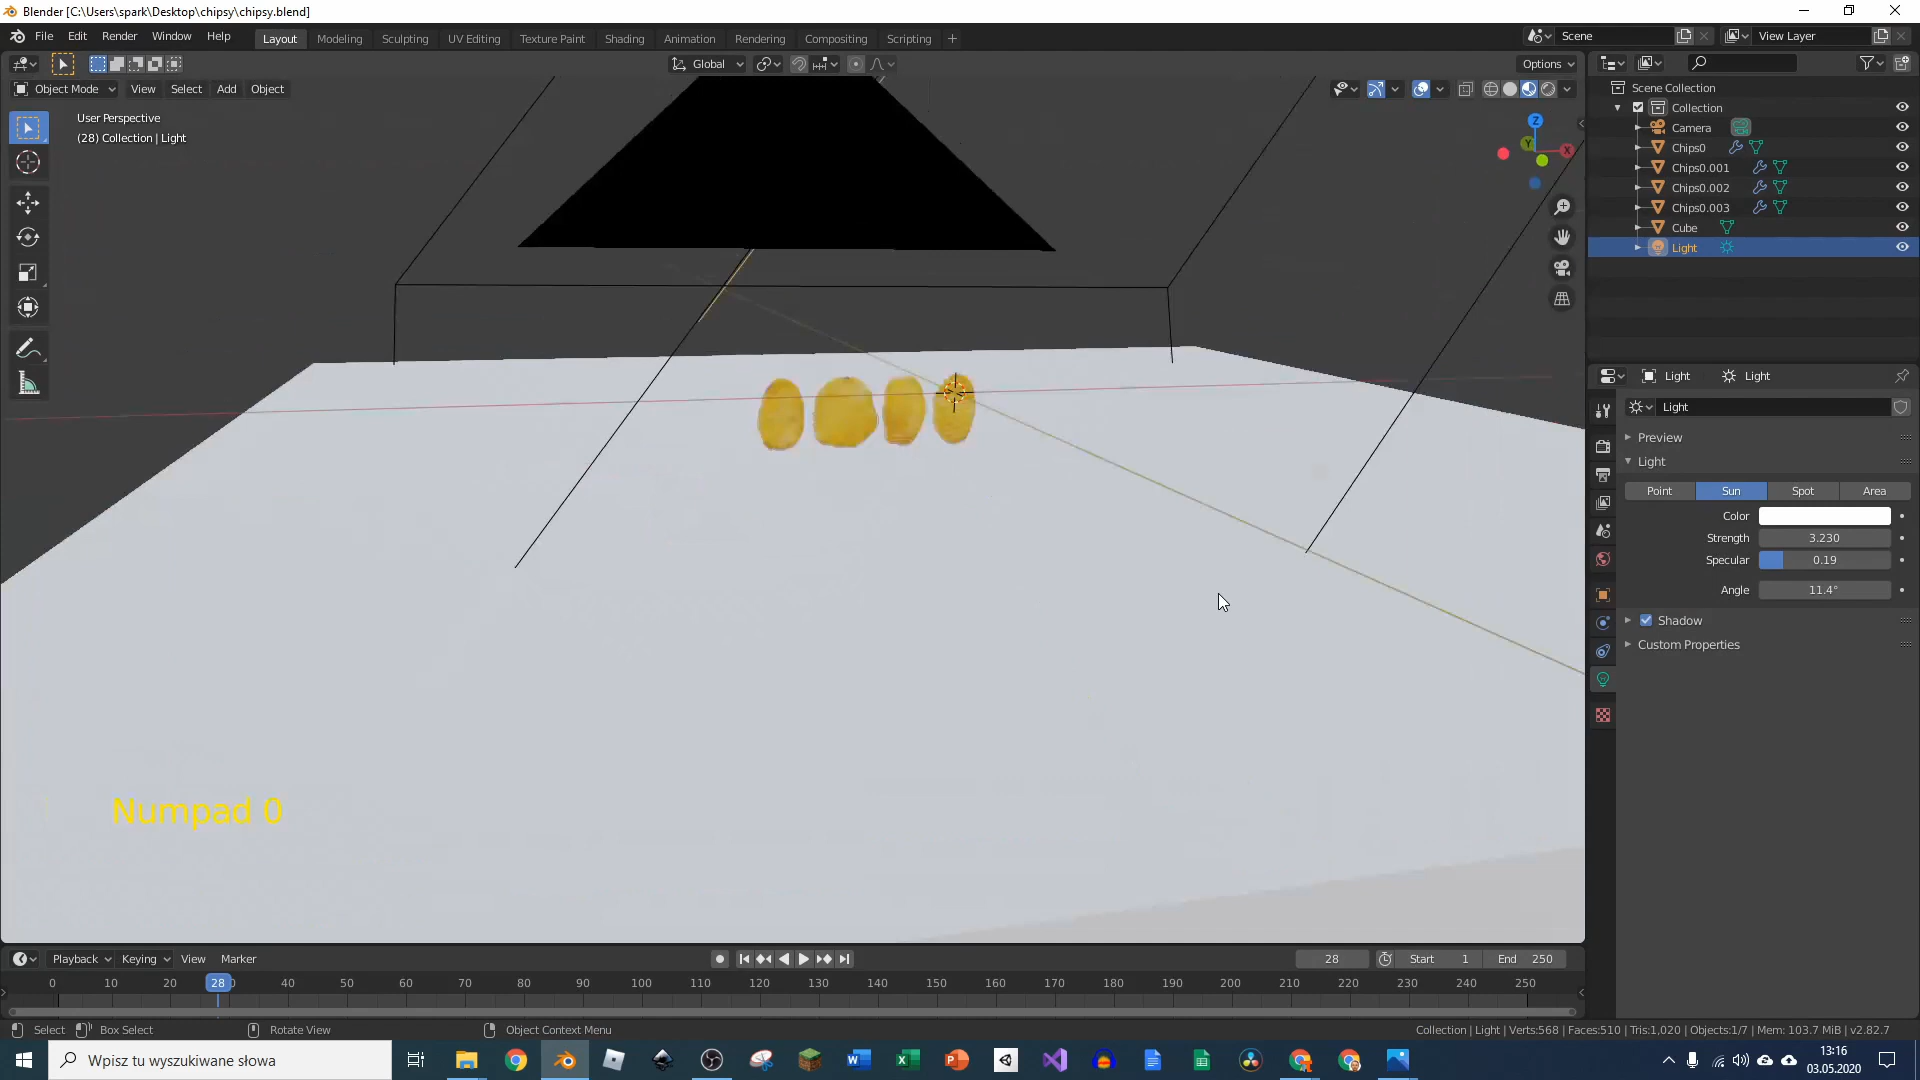 Blender [C:\Users\spark\Desktop\chipsy\chipsy.blend]
File Edit Render Window Help
Layout Modeling Sculpting UV Editing Texture Paint Shading Animation Rendering Compositing Scripting +
Scene
View Layer
Global
Options
Object Mode View Select Add Object
User Perspective
(28) Collection | Light
Z
Y
X
Scene Collection
Collection
Camera
Chips0
Chips0.001
Chips0.002
Chips0.003
Cube
Light
Light Light
Light
Preview
Light
Point Sun Spot Area
Color
Strength 3.230
Specular 0.19
Angle 11.4°
Shadow
Custom Properties
Numpad 0
Playback Keying View Marker
28
Start 1
End 250
0 10 20 28 40 50 60 70 80 90 100 110 120 130 140 150 160 170 180 190 200 210 220 230 240 250
Select Box Select Rotate View Object Context Menu
Collection | Light | Verts:568 | Faces:510 | Tris:1,020 | Objects:1/7 | Mem: 103.7 MiB | v2.82.7
Wpisz tu wyszukiwane słowa
13:16
03.05.2020